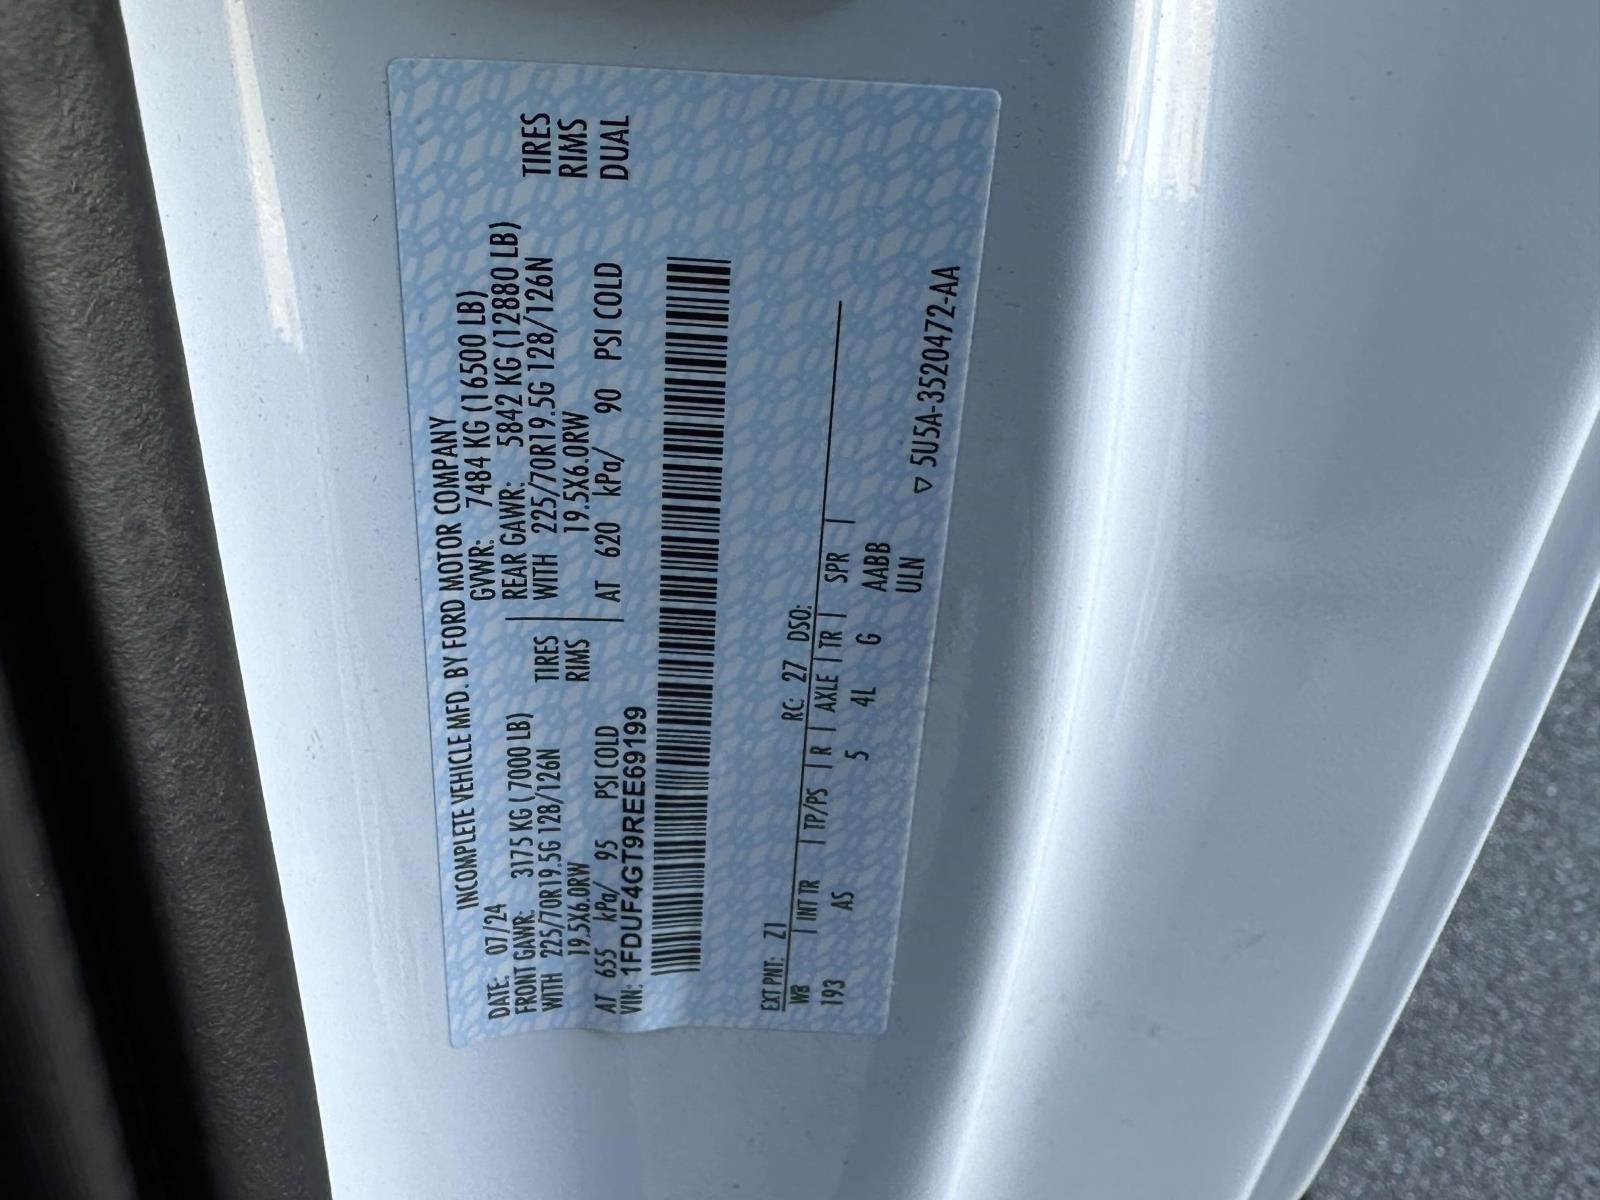 INCOMPLETE VEHICLE MFD. BY FORD MOTOR COMPANY
DATE: 07/24 GVWR: 7484 KG (16500 LB)
FRONT GAWR: 3175 KG (7000 LB) REAR GAWR: 5842 KG (12880 LB)
WITH 225/70R19.5G 128/126N TIRES WITH 225/70R19.5G 128/126N TIRES
19.5X6.0RW RIMS 19.5X6.0RW RIMS
AT 655 kPa/ 95 PSI COLD AT 620 kPa/ 90 PSI COLD DUAL
VIN: 1FDUF4GT9REE69199
EXT PNT: Z1 RC: 27 DSO:
WB INT TR TP/PS R AXLE TR SPR
193 AS 5 4L G AABB
ULN
▽ 5U5A-3520472-AA